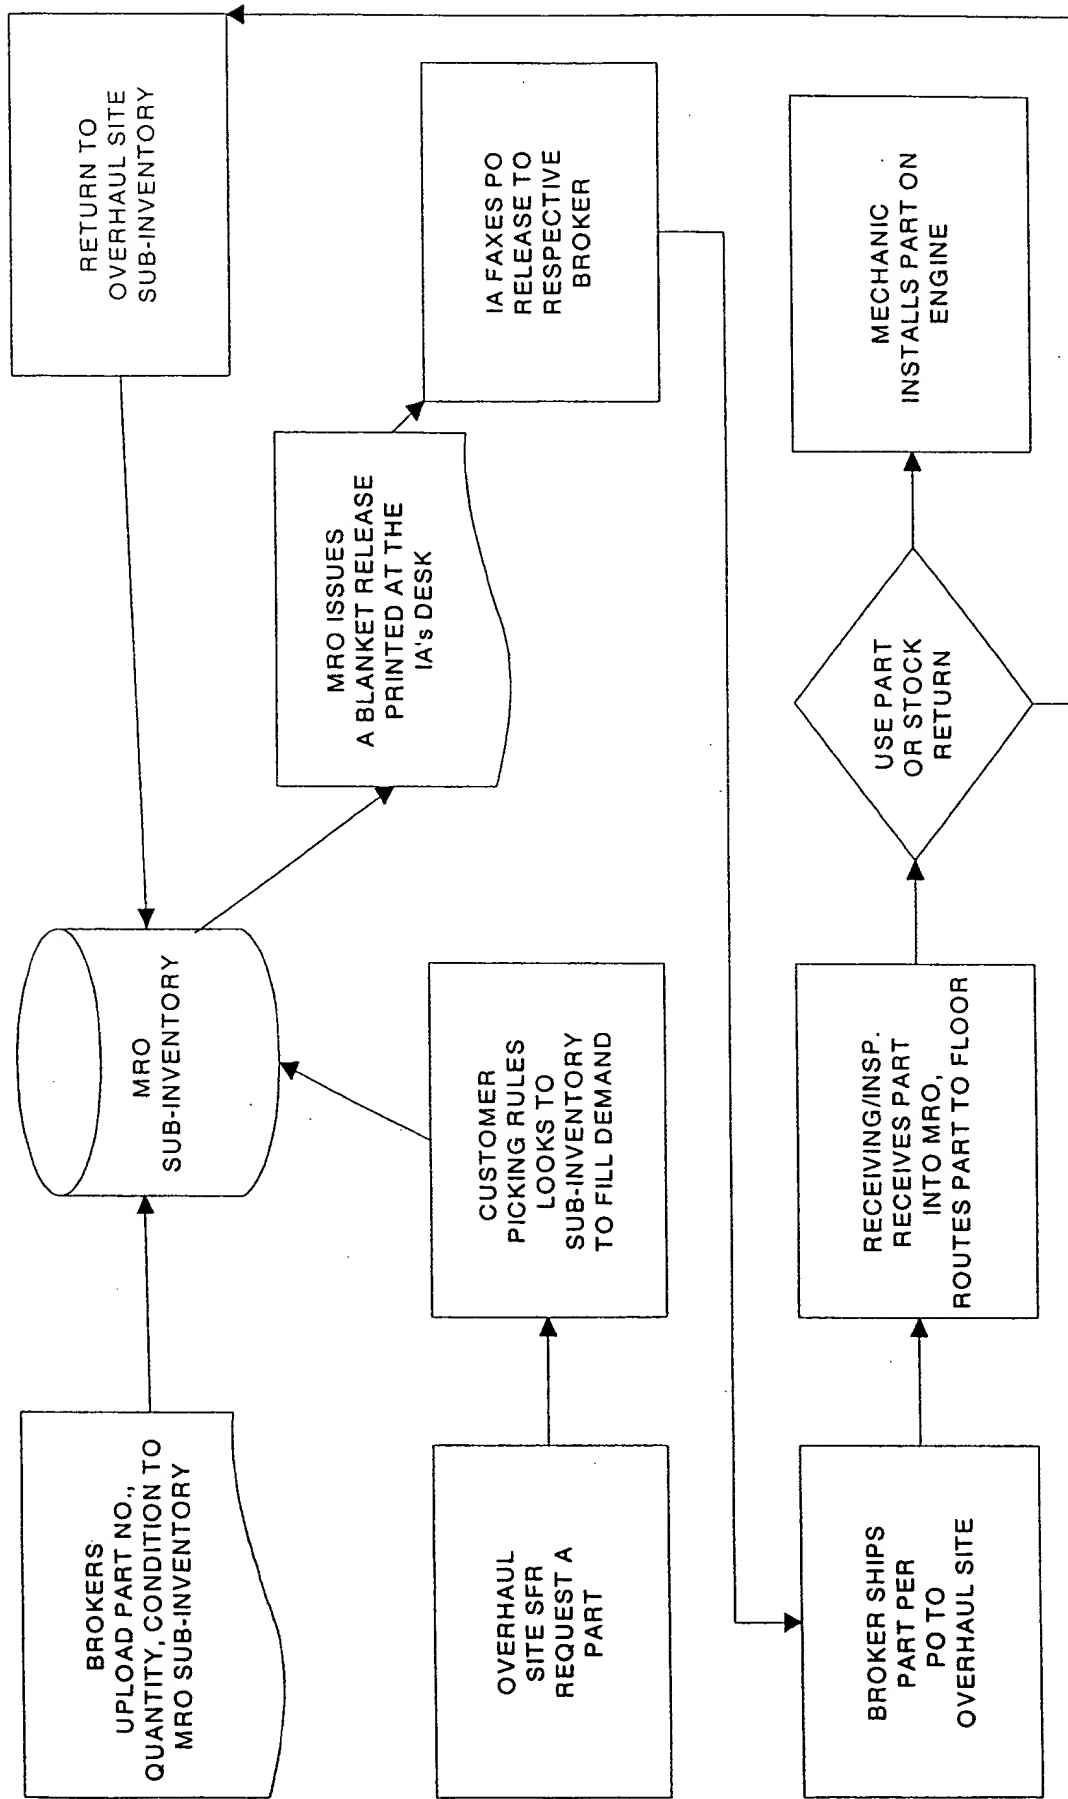 BROKERS
UPLOAD PART NO.,
QUANTITY, CONDITION TO
MRO SUB-INVENTORY
MRO
SUB-INVENTORY
RETURN TO
OVERHAUL SITE
SUB-INVENTORY
MRO ISSUES
A BLANKET RELEASE
PRINTED AT THE
IA's DESK
OVERHAUL
SITE SFR
REQUEST A
PART
CUSTOMER
PICKING RULES
LOOKS TO
SUB-INVENTORY
TO FILL DEMAND
IA FAXES PO
RELEASE TO
RESPECTIVE
BROKER
BROKER SHIPS
PART PER
PO TO
OVERHAUL SITE
RECEIVING/INSP.
RECEIVES PART
INTO MRO,
ROUTES PART TO FLOOR
USE PART
OR STOCK
RETURN
MECHANIC
INSTALLS PART ON
ENGINE